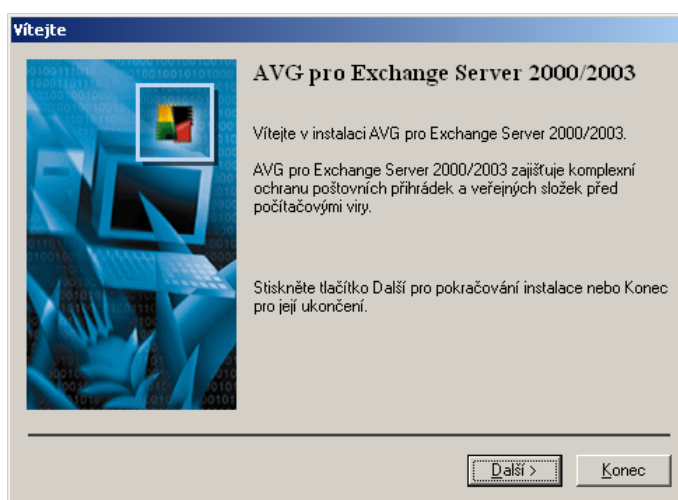 Vítejte
AVG pro Exchange Server 2000/2003
Vítejte v instalaci AVG pro Exchange Server 2000/2003.
AVG pro Exchange Server 2000/2003 zajišťuje komplexní
ochranu poštovních přihrádek a veřejných složek před
počítačovými viry.
Stiskněte tlačítko Další pro pokračování instalace nebo Konec
pro její ukončení.
Další >
Konec